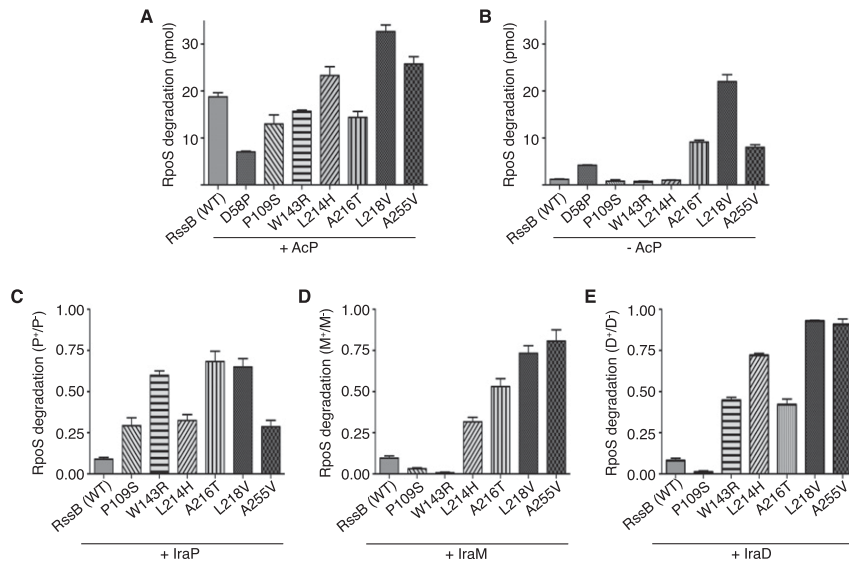 A
RpoS degradation (pmol)
30
20
10
RssB (WT)
D58P
P109S
W143R
L214H
A216T
L218V
A255V
+ AcP
B
RpoS degradation (pmol)
30
20
10
RssB (WT)
D58P
P109S
W143R
L214H
A216T
L218V
A255V
- AcP
C
RpoS degradation (P⁺/P⁻)
1.00
0.75
0.50
0.25
0.00
RssB (WT)
P109S
W143R
L214H
A216T
L218V
A255V
+ IraP
D
RpoS degradation (M⁺/M⁻)
1.00
0.75
0.50
0.25
0.00
RssB (WT)
P109S
W143R
L214H
A216T
L218V
A255V
+ IraM
E
RpoS degradation (D⁺/D⁻)
1.00
0.75
0.50
0.25
0.00
RssB (WT)
P109S
W143R
L214H
A216T
L218V
A255V
+ IraD